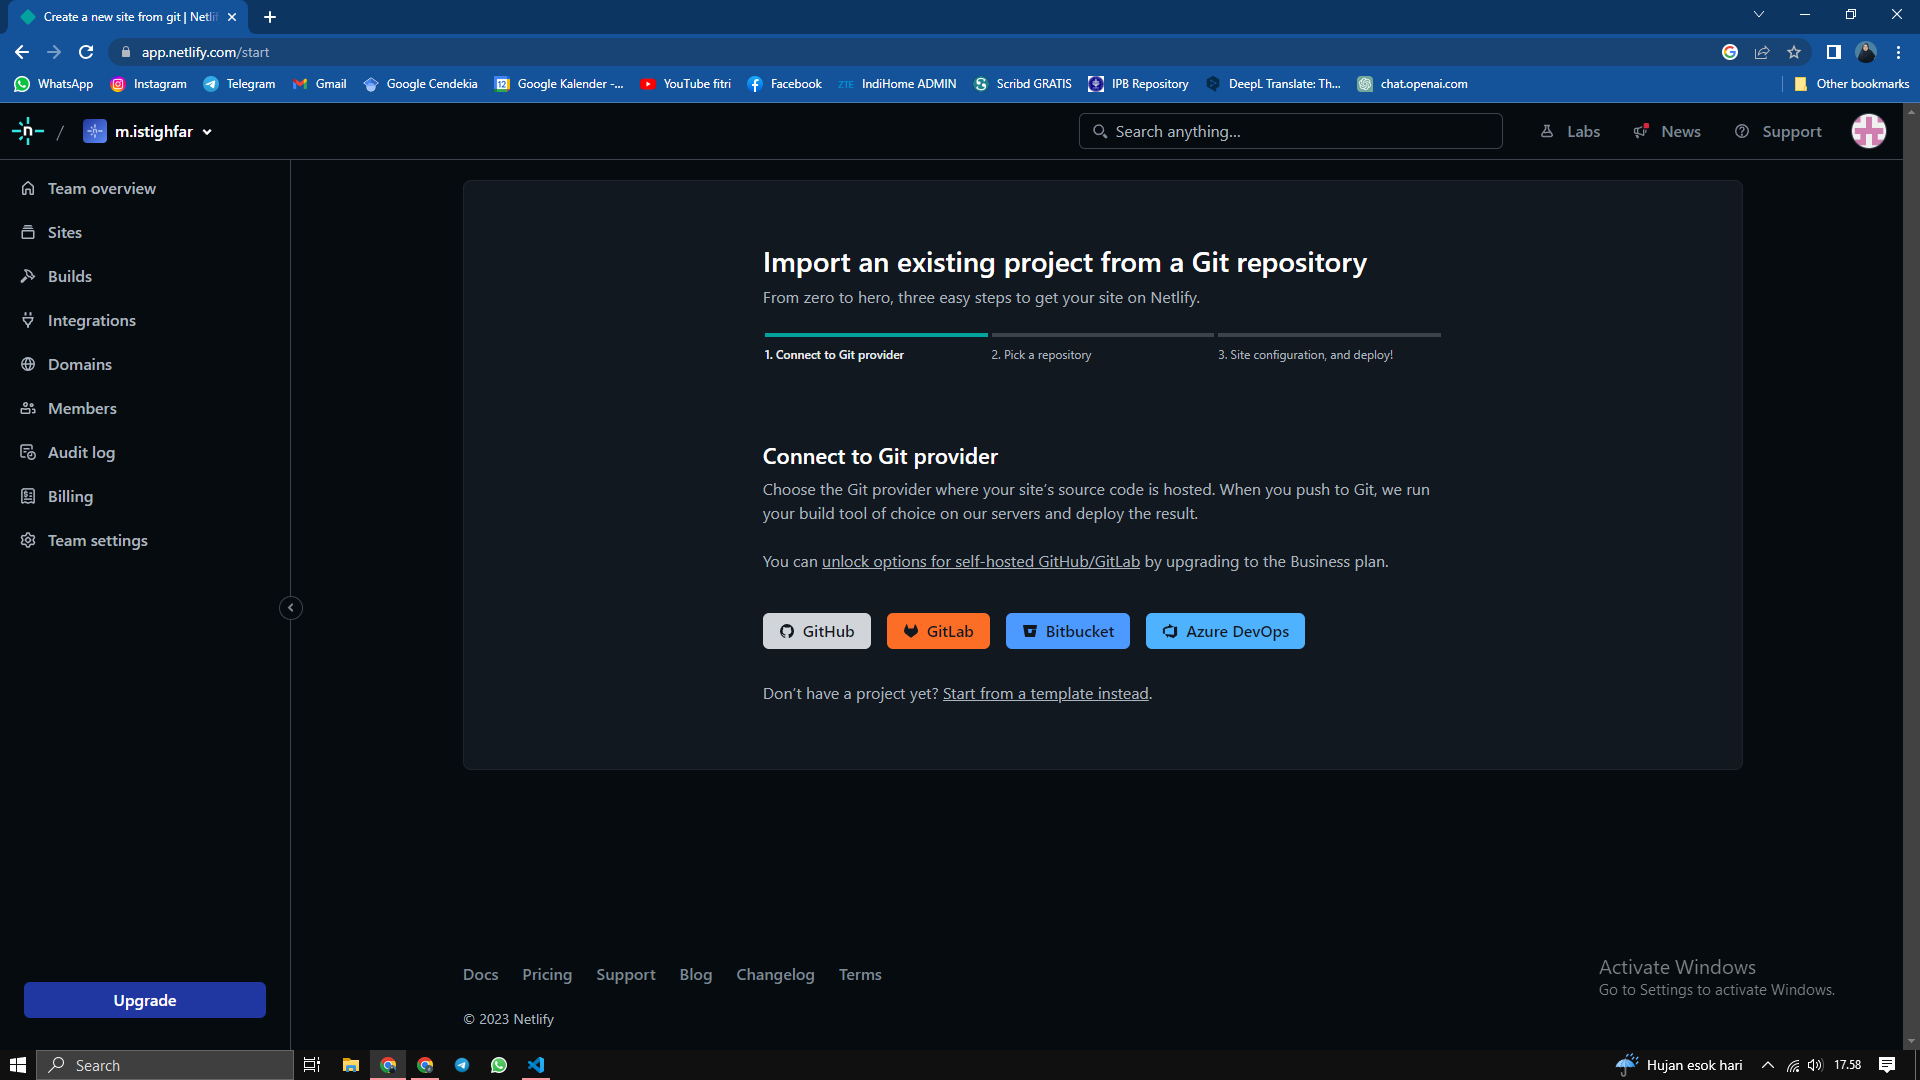 Create a new site from git | Netlif
app.netlify.com/start
WhatsApp
Instagram
Telegram
Gmail
Google Cendekia
Google Kalender -...
YouTube fitri
Facebook
ZTE
IndiHome ADMIN
Scribd GRATIS
IPB Repository
DeepL Translate: Th...
chat.openai.com
Other bookmarks
n / m.istighfar
Search anything...
Labs
News
Support
Team overview
Sites
Builds
Integrations
Domains
Members
Audit log
Billing
Team settings
Upgrade
Import an existing project from a Git repository
From zero to hero, three easy steps to get your site on Netlify.
1. Connect to Git provider
2. Pick a repository
3. Site configuration, and deploy!
Connect to Git provider
Choose the Git provider where your site's source code is hosted. When you push to Git, we run
your build tool of choice on our servers and deploy the result.
You can unlock options for self-hosted GitHub/GitLab by upgrading to the Business plan.
GitHub
GitLab
Bitbucket
Azure DevOps
Don't have a project yet? Start from a template instead.
Docs
Pricing
Support
Blog
Changelog
Terms
© 2023 Netlify
Activate Windows
Go to Settings to activate Windows.
Search
Hujan esok hari
17.58